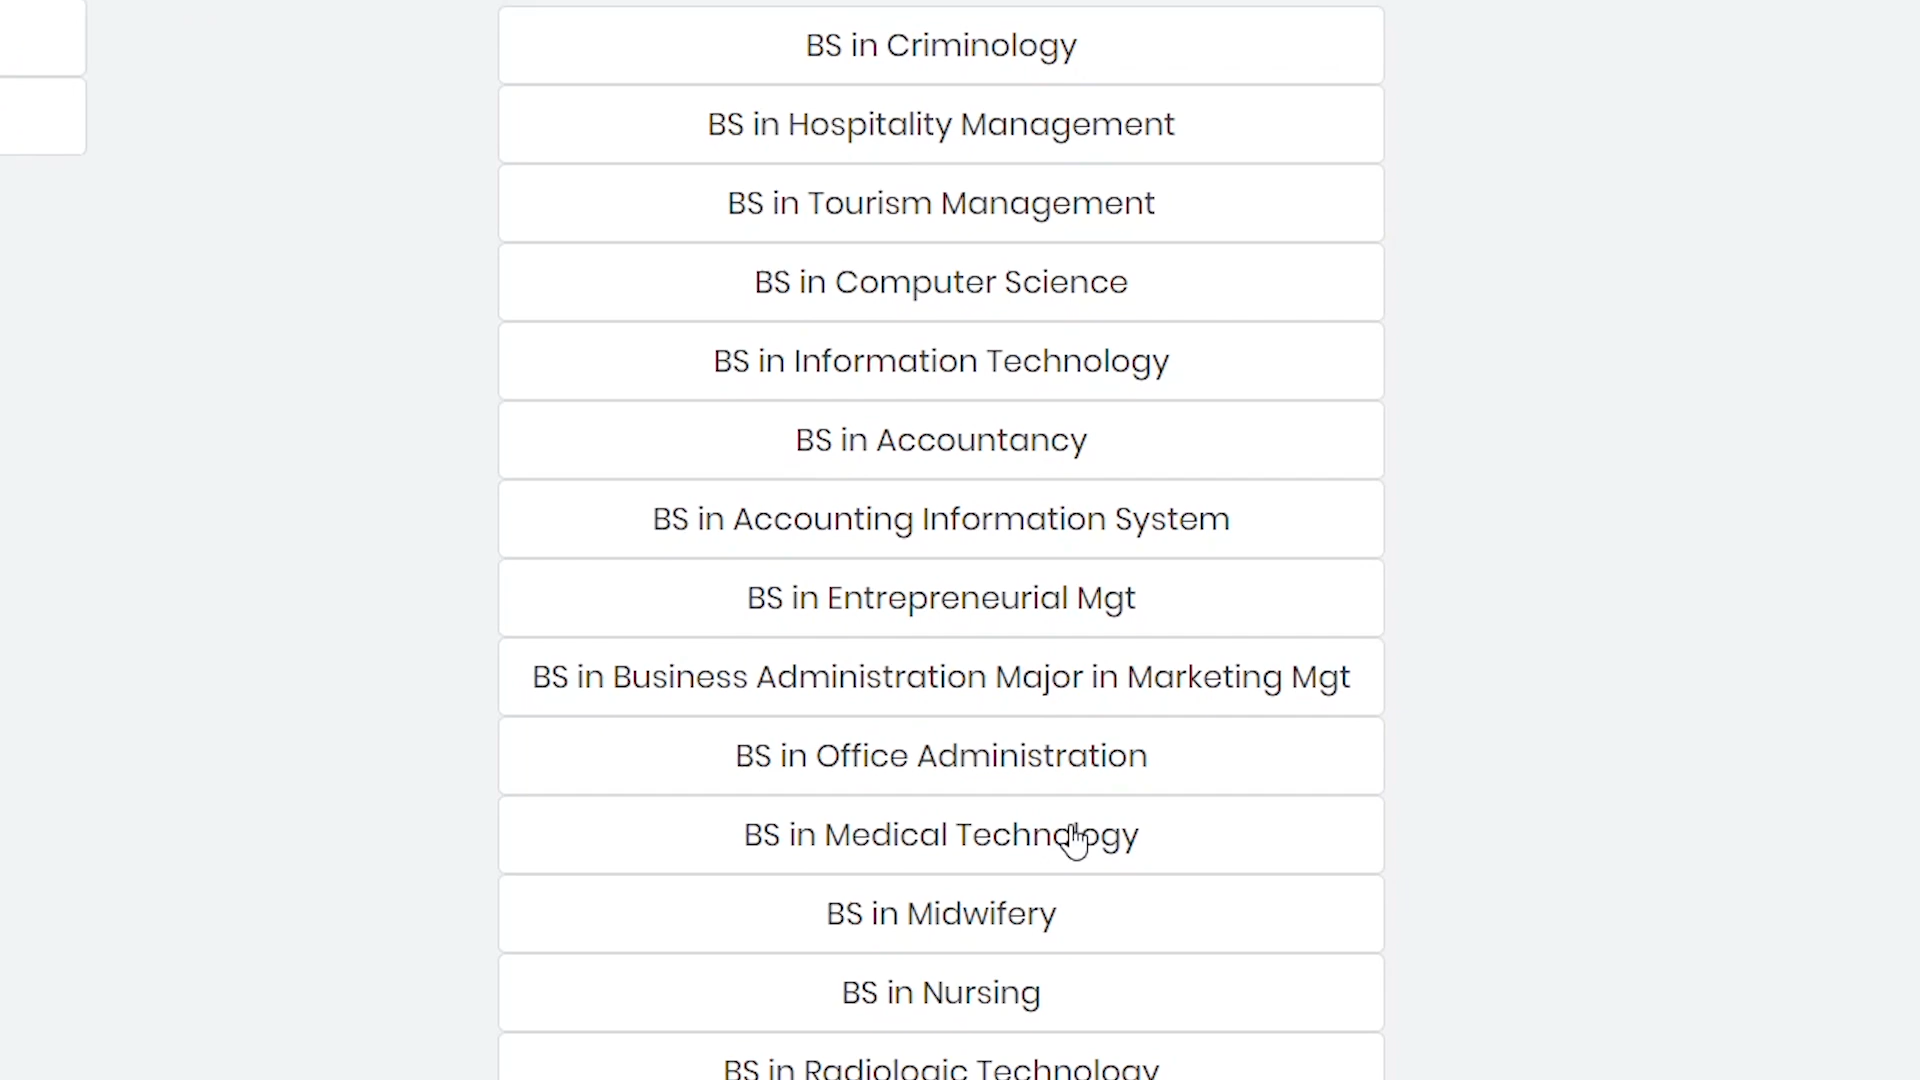 BS in Criminology
BS in Hospitality Management
BS in Tourism Management
BS in Computer Science
BS in Information Technology
BS in Accountancy
BS in Accounting Information System
BS in Entrepreneurial Mgt
BS in Business Administration Major in Marketing Mgt
BS in Office Administration
BS in Medical Technology
BS in Midwifery
BS in Nursing
BS in Radiologic Technology